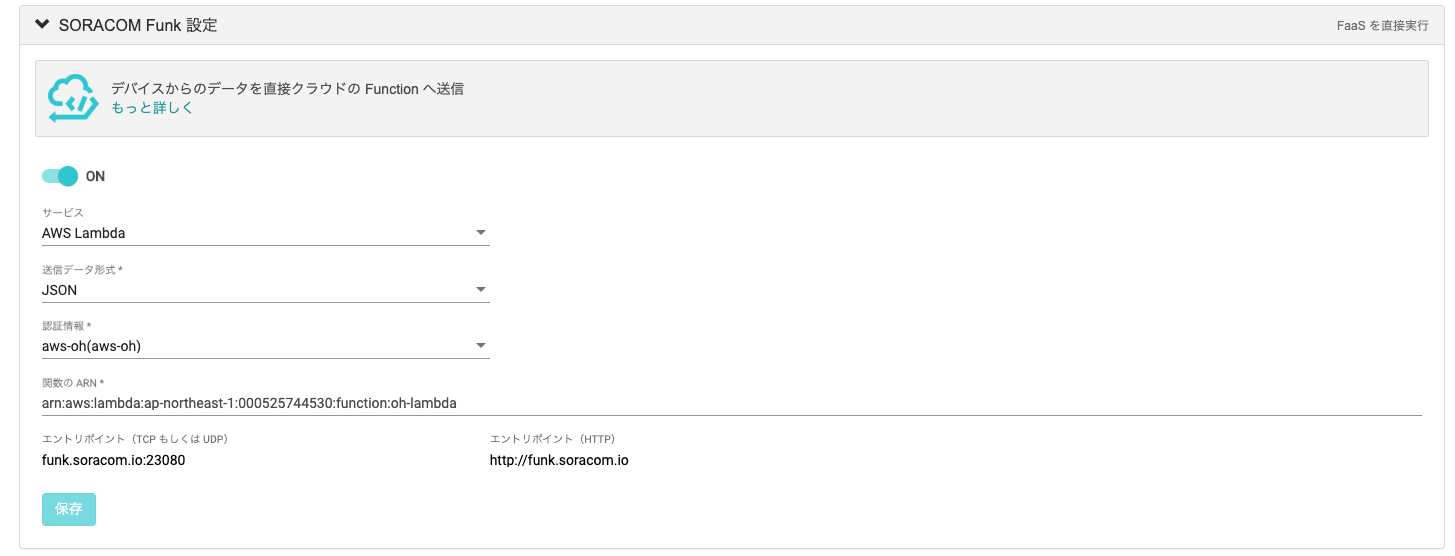 SORACOM Funk 設定
FaaS を直接実行
デバイスからのデータを直接クラウドの Function へ送信
もっと詳しく
ON
サービス
AWS Lambda
送信データ形式 *
JSON
認証情報 *
aws-oh(aws-oh)
関数の ARN *
arn:aws:lambda:ap-northeast-1:000525744530:function:oh-lambda
エントリポイント（TCP もしくは UDP）
エントリポイント（HTTP）
funk.soracom.io:23080
http://funk.soracom.io
保存